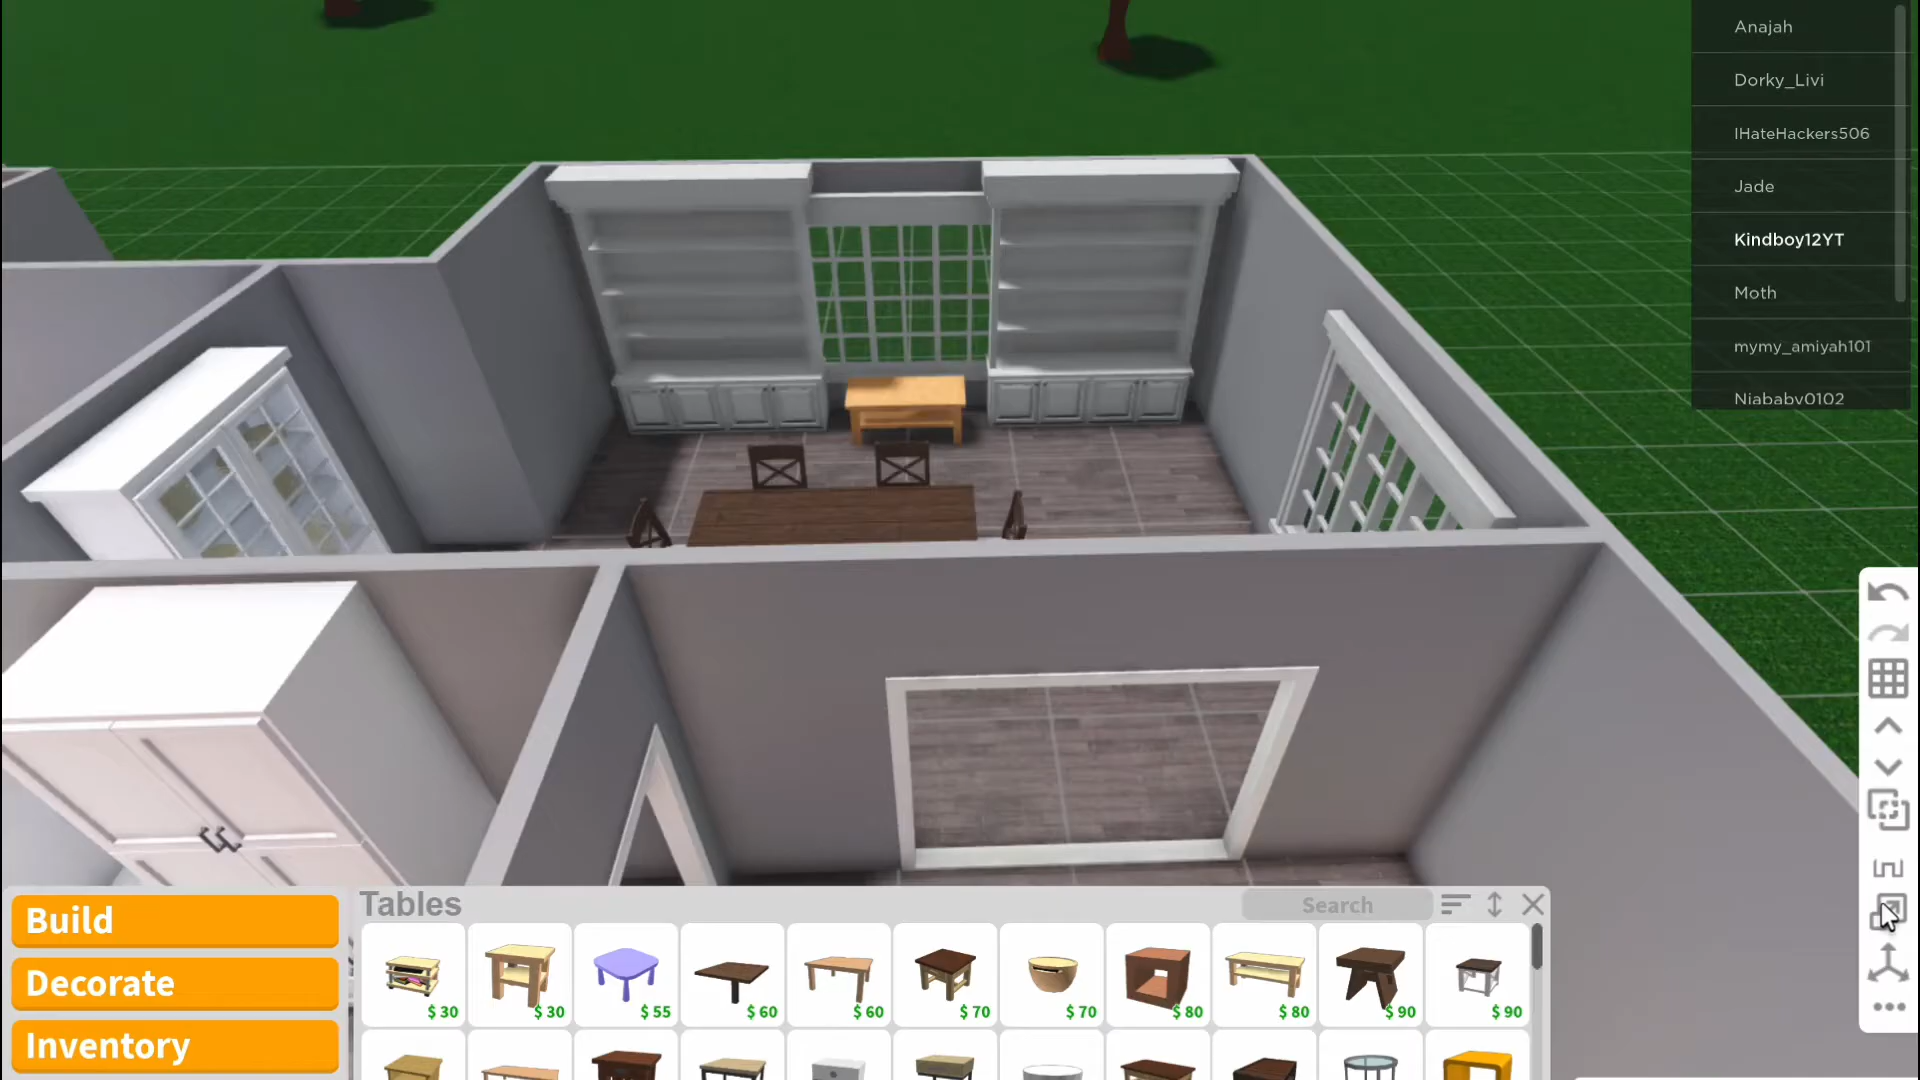 Anajah
Dorky_Livi
IHateHackers506
Jade
Kindboy12YT
Moth
mymy_amiyah101
Niababy0102
Build
Decorate
Inventory
Tables
Search
$ 30
$ 30
$ 55
$ 60
$ 60
$ 70
$ 70
$ 80
$ 80
$ 90
$ 90